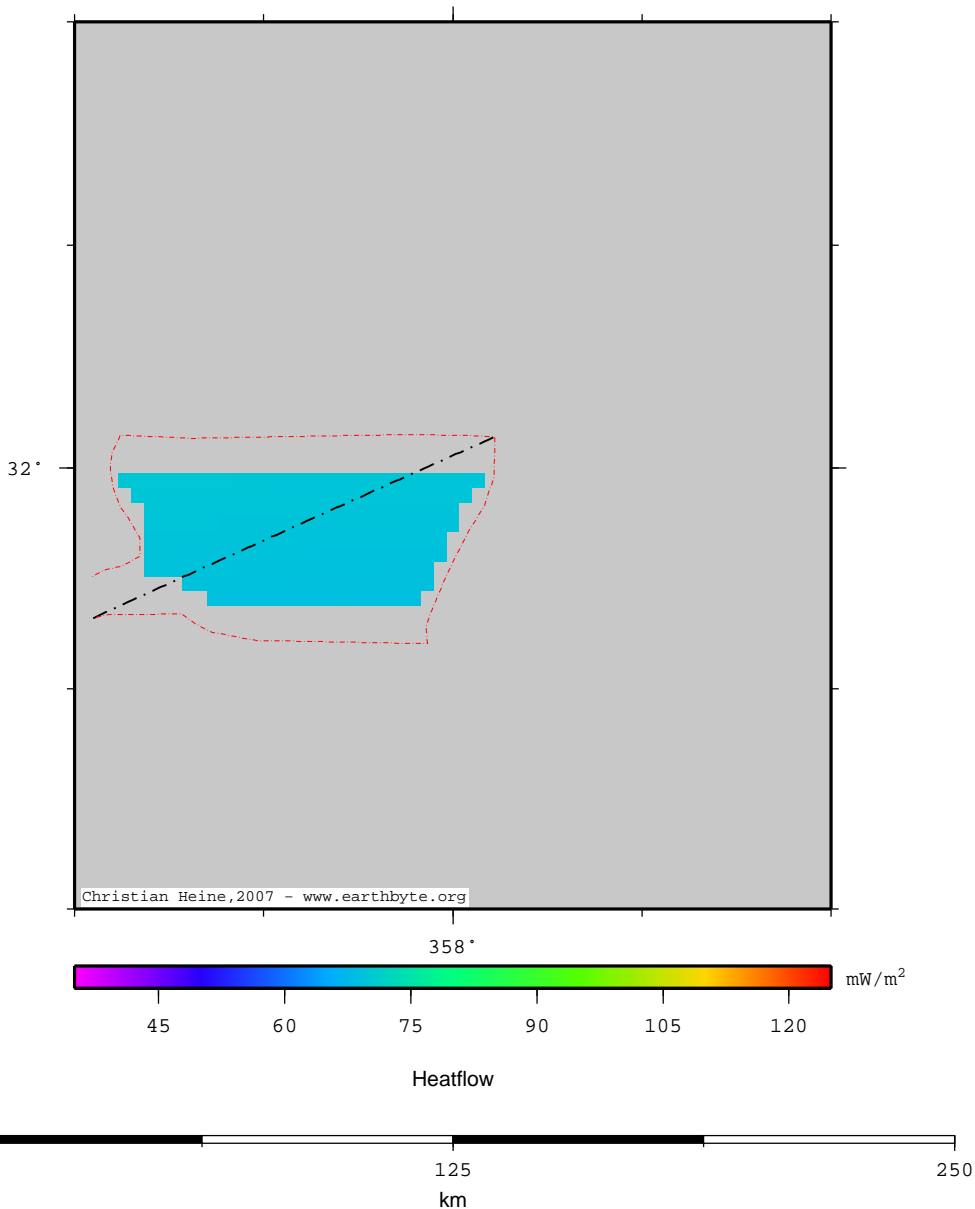 32°
Christian Heine,2007 - www.earthbyte.org
358°
mW/m²
45 60 75 90 105 120
Heatflow
125 250
km